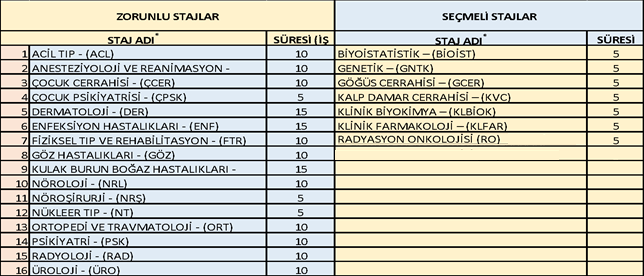 ZORUNLU STAJLAR SEÇMELİ STAJLAR
STAJ ADI* SÜRESİ (İŞ STAJ ADI* SÜRESİ
1 ACİL TIP - (ACL) 10 BİYOİSTATİSTİK – (BİOİST) 5
2 ANESTEZİYOLOJİ VE REANİMASYON - 10 GENETİK – (GNTK) 5
3 ÇOCUK CERRAHİSİ - (ÇCER) 10 GÖĞÜS CERRAHİSİ – (GCER) 5
4 ÇOCUK PSİKİYATRİSİ - (ÇPSK) 5 KALP DAMAR CERRAHİSİ – (KVC) 5
5 DERMATOLOJİ - (DER) 15 KLİNİK BİYOKİMYA – (KLBİOK) 5
6 ENFEKSİYON HASTALIKLARI - (ENF) 15 KLİNİK FARMAKOLOJİ – (KLFAR) 5
7 FİZİKSEL TIP VE REHABİLİTASYON - (FTR) 10 RADYASYON ONKOLOJİSİ (RO) 5
8 GÖZ HASTALIKLARI - (GÖZ) 10
9 KULAK BURUN BOĞAZ HASTALIKLARI - 15
10 NÖROLOJİ - (NRL) 10
11 NÖROŞİRURJİ - (NRŞ) 5
12 NÜKLEER TIP - (NT) 5
13 ORTOPEDİ VE TRAVMATOLOJİ - (ORT) 10
14 PSİKİYATRİ - (PSK) 10
15 RADYOLOJİ - (RAD) 10
16 ÜROLOJİ - (ÜRO) 10